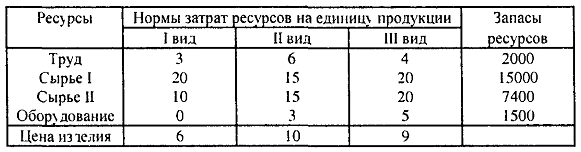 Ресурсы Нормы затрат ресурсов на единицу продукции Запасы
I вид II вид III вид ресурсов
Труд 3 6 4 2000
Сырье I 20 15 20 15000
Сырье II 10 15 20 7400
Оборудование 0 3 5 1500
Цена изделия 6 10 9